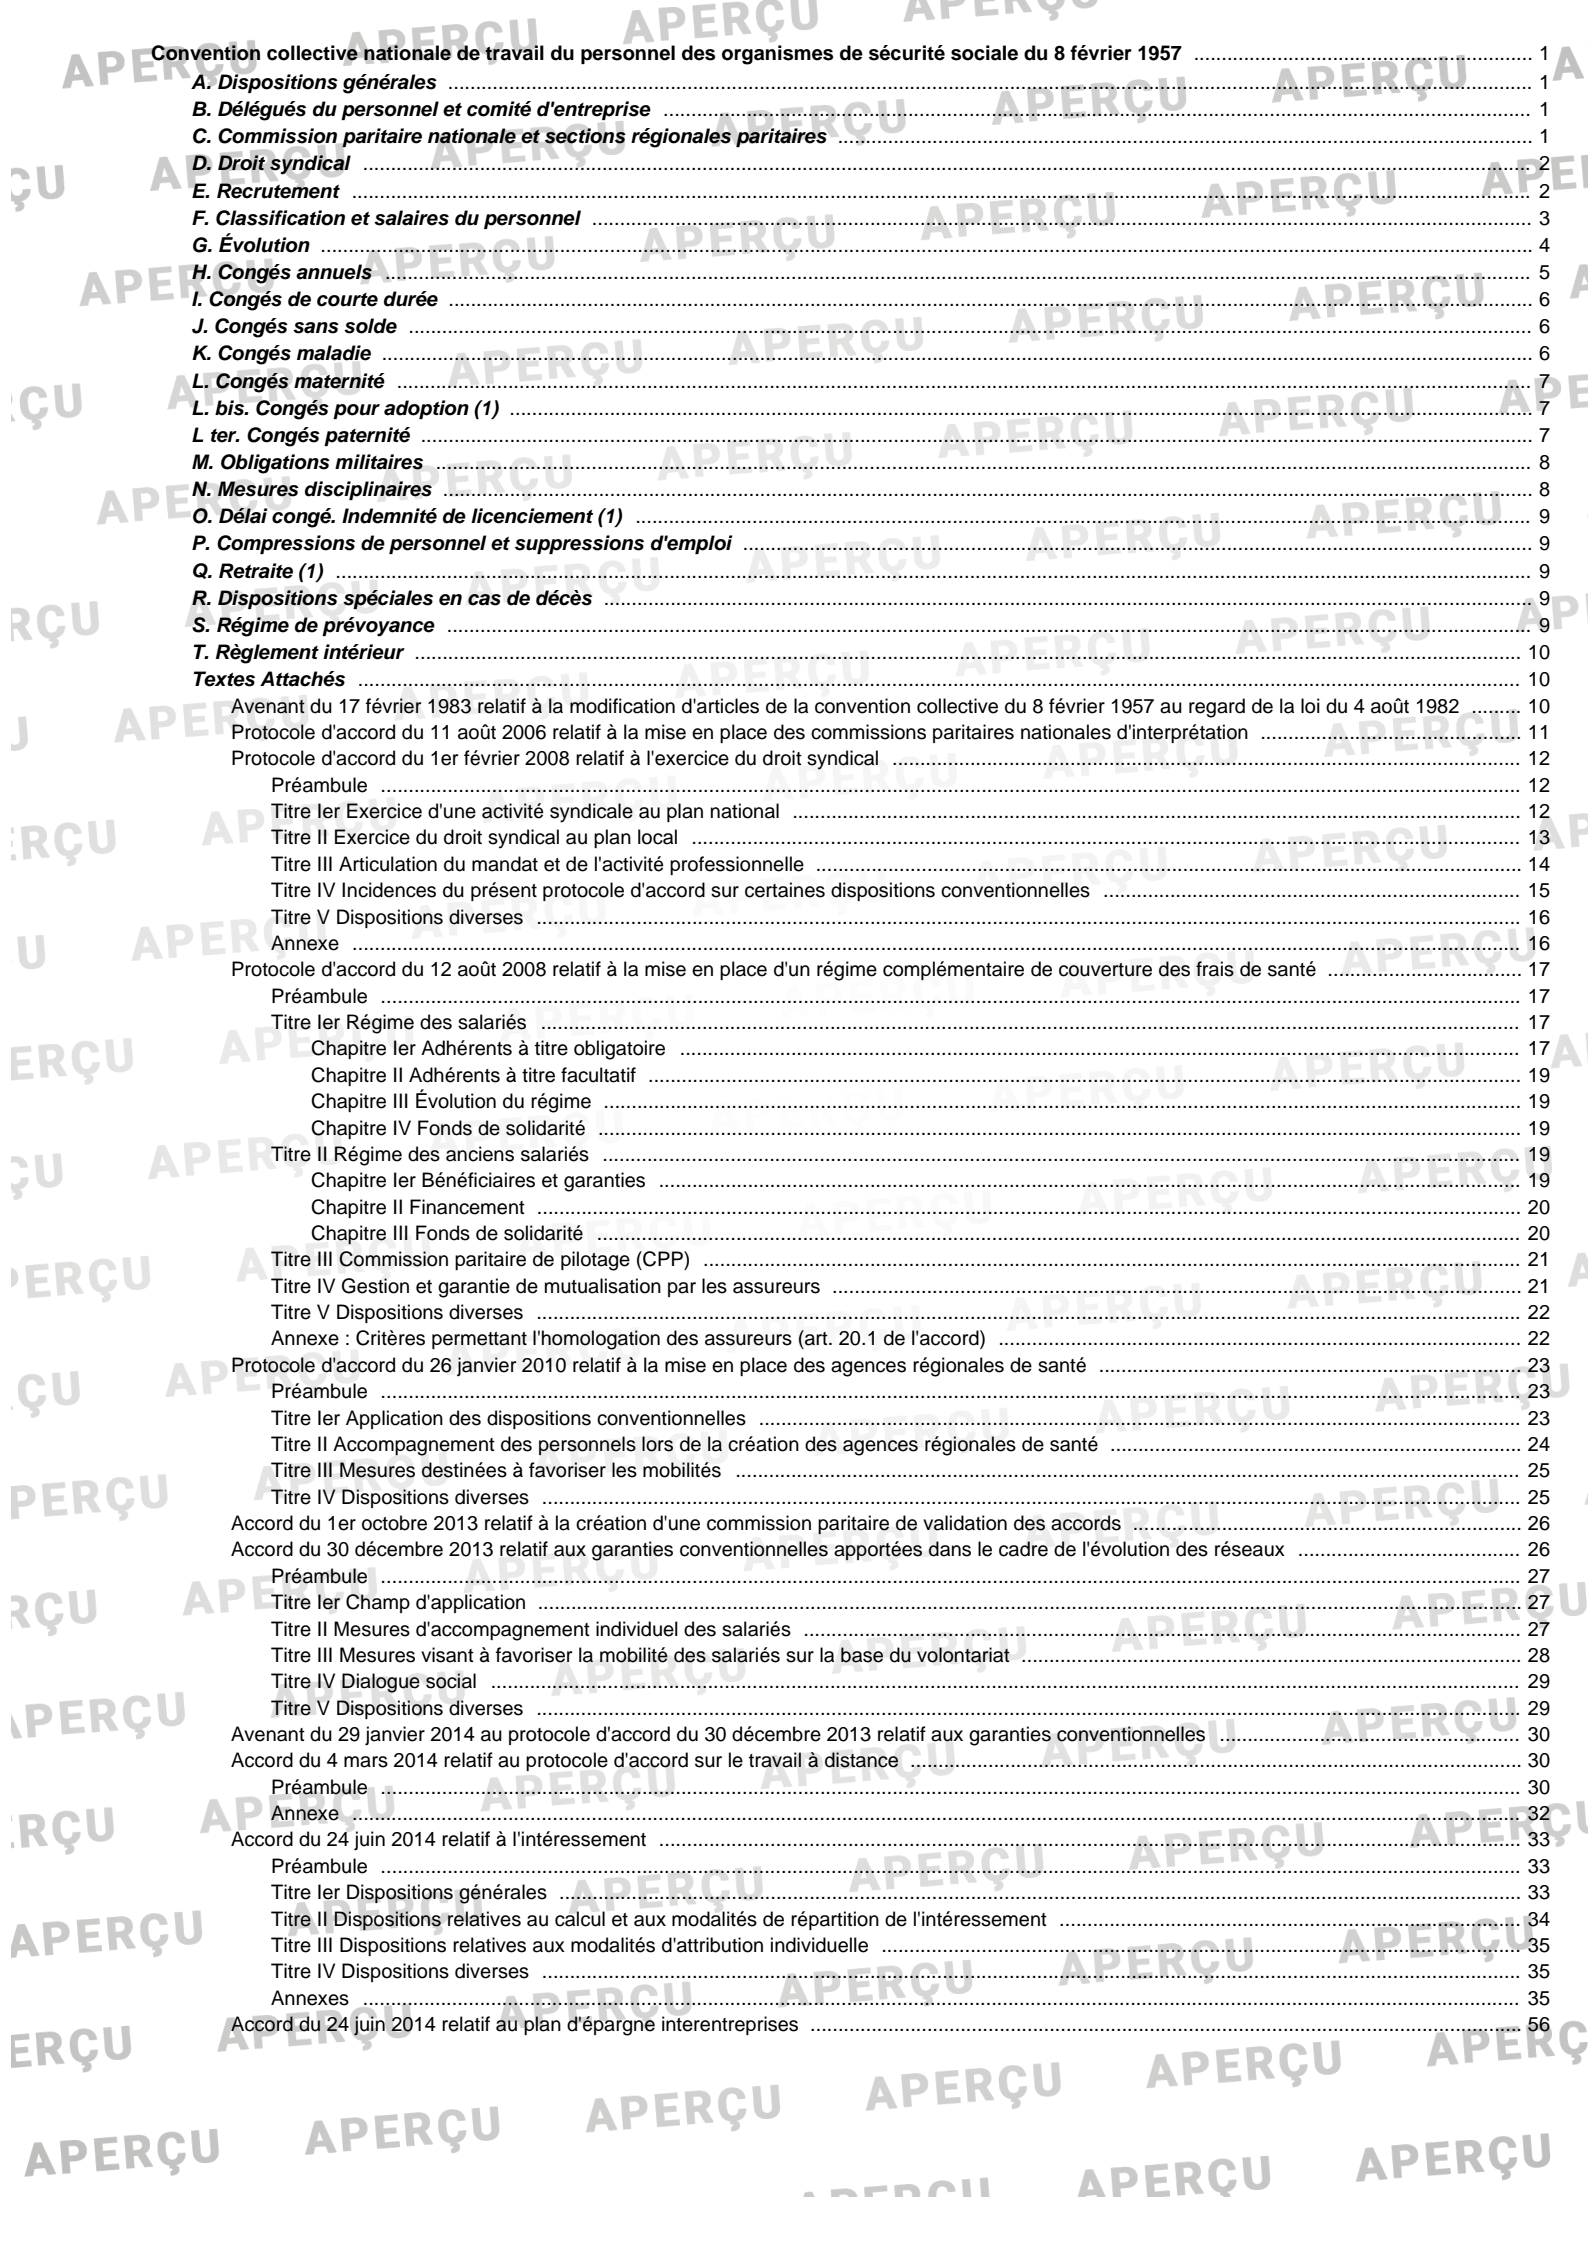 Convention collective nationale de travail du personnel des organismes de sécurité sociale du 8 février 1957 ........ 1
A. Dispositions générales ........ 1
B. Délégués du personnel et comité d'entreprise ........ 1
C. Commission paritaire nationale et sections régionales paritaires ........ 1
D. Droit syndical ........ 2
E. Recrutement ........ 2
F. Classification et salaires du personnel ........ 3
G. Évolution ........ 4
H. Congés annuels ........ 5
I. Congés de courte durée ........ 6
J. Congés sans solde ........ 6
K. Congés maladie ........ 6
L. Congés maternité ........ 7
L. bis. Congés pour adoption (1) ........ 7
L ter. Congés paternité ........ 7
M. Obligations militaires ........ 8
N. Mesures disciplinaires ........ 8
O. Délai congé. Indemnité de licenciement (1) ........ 9
P. Compressions de personnel et suppressions d'emploi ........ 9
Q. Retraite (1) ........ 9
R. Dispositions spéciales en cas de décès ........ 9
S. Régime de prévoyance ........ 9
T. Règlement intérieur ........ 10
Textes Attachés ........ 10
Avenant du 17 février 1983 relatif à la modification d'articles de la convention collective du 8 février 1957 au regard de la loi du 4 août 1982 ........ 10
Protocole d'accord du 11 août 2006 relatif à la mise en place des commissions paritaires nationales d'interprétation ........ 11
Protocole d'accord du 1er février 2008 relatif à l'exercice du droit syndical ........ 12
Préambule ........ 12
Titre Ier Exercice d'une activité syndicale au plan national ........ 12
Titre II Exercice du droit syndical au plan local ........ 13
Titre III Articulation du mandat et de l'activité professionnelle ........ 14
Titre IV Incidences du présent protocole d'accord sur certaines dispositions conventionnelles ........ 15
Titre V Dispositions diverses ........ 16
Annexe ........ 16
Protocole d'accord du 12 août 2008 relatif à la mise en place d'un régime complémentaire de couverture des frais de santé ........ 17
Préambule ........ 17
Titre Ier Régime des salariés ........ 17
Chapitre Ier Adhérents à titre obligatoire ........ 17
Chapitre II Adhérents à titre facultatif ........ 19
Chapitre III Évolution du régime ........ 19
Chapitre IV Fonds de solidarité ........ 19
Titre II Régime des anciens salariés ........ 19
Chapitre Ier Bénéficiaires et garanties ........ 19
Chapitre II Financement ........ 20
Chapitre III Fonds de solidarité ........ 20
Titre III Commission paritaire de pilotage (CPP) ........ 21
Titre IV Gestion et garantie de mutualisation par les assureurs ........ 21
Titre V Dispositions diverses ........ 22
Annexe : Critères permettant l'homologation des assureurs (art. 20.1 de l'accord) ........ 22
Protocole d'accord du 26 janvier 2010 relatif à la mise en place des agences régionales de santé ........ 23
Préambule ........ 23
Titre Ier Application des dispositions conventionnelles ........ 23
Titre II Accompagnement des personnels lors de la création des agences régionales de santé ........ 24
Titre III Mesures destinées à favoriser les mobilités ........ 25
Titre IV Dispositions diverses ........ 25
Accord du 1er octobre 2013 relatif à la création d'une commission paritaire de validation des accords ........ 26
Accord du 30 décembre 2013 relatif aux garanties conventionnelles apportées dans le cadre de l'évolution des réseaux ........ 26
Préambule ........ 27
Titre Ier Champ d'application ........ 27
Titre II Mesures d'accompagnement individuel des salariés ........ 27
Titre III Mesures visant à favoriser la mobilité des salariés sur la base du volontariat ........ 28
Titre IV Dialogue social ........ 29
Titre V Dispositions diverses ........ 29
Avenant du 29 janvier 2014 au protocole d'accord du 30 décembre 2013 relatif aux garanties conventionnelles ........ 30
Accord du 4 mars 2014 relatif au protocole d'accord sur le travail à distance ........ 30
Préambule ........ 30
Annexe ........ 32
Accord du 24 juin 2014 relatif à l'intéressement ........ 33
Préambule ........ 33
Titre Ier Dispositions générales ........ 33
Titre II Dispositions relatives au calcul et aux modalités de répartition de l'intéressement ........ 34
Titre III Dispositions relatives aux modalités d'attribution individuelle ........ 35
Titre IV Dispositions diverses ........ 35
Annexes ........ 35
Accord du 24 juin 2014 relatif au plan d'épargne interentreprises ........ 56
APERÇU